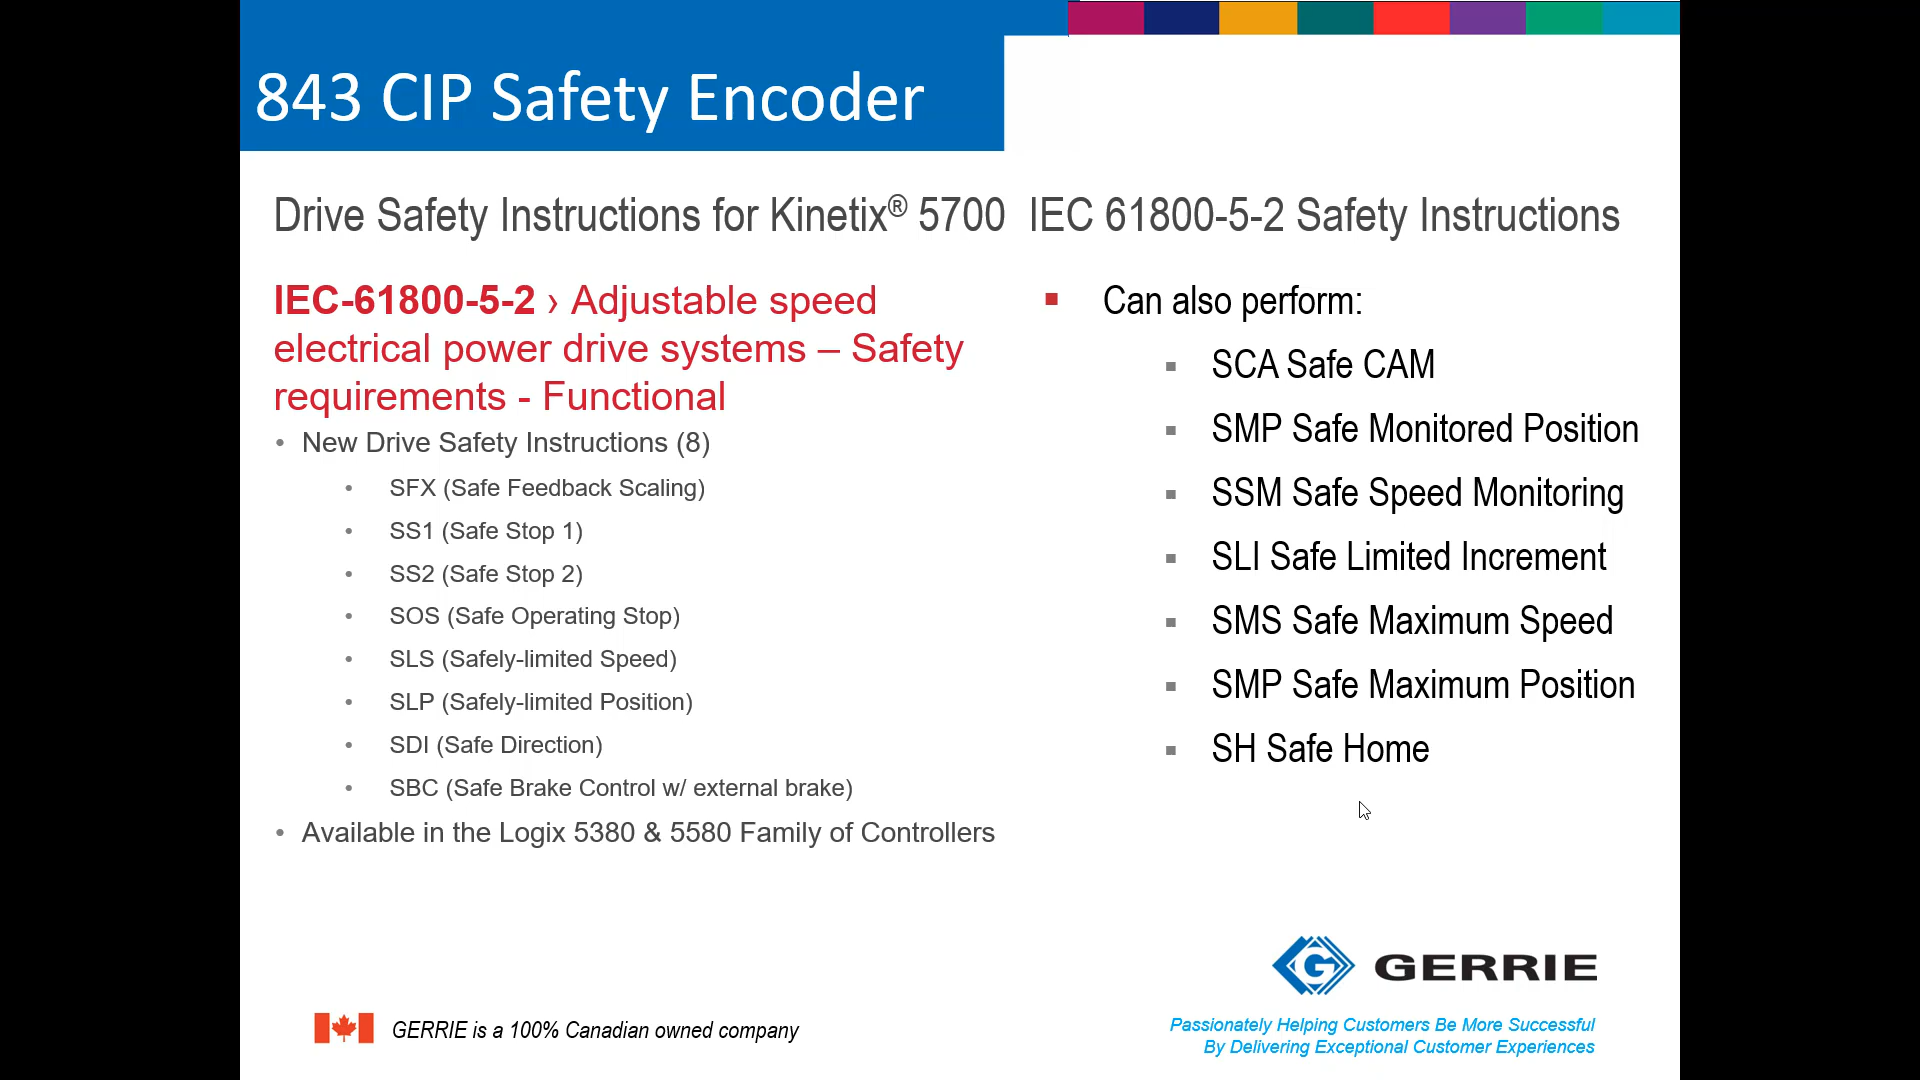 843 CIP Safety Encoder
Drive Safety Instructions for Kinetix® 5700
IEC-61800-5-2 › Adjustable speed
electrical power drive systems – Safety
requirements - Functional
• New Drive Safety Instructions (8)
• SFX (Safe Feedback Scaling)
• SS1 (Safe Stop 1)
• SS2 (Safe Stop 2)
• SOS (Safe Operating Stop)
• SLS (Safely-limited Speed)
• SLP (Safely-limited Position)
• SDI (Safe Direction)
• SBC (Safe Brake Control w/ external brake)
• Available in the Logix 5380 & 5580 Family of Controllers
IEC 61800-5-2 Safety Instructions
▪ Can also perform:
▪ SCA Safe CAM
▪ SMP Safe Monitored Position
▪ SSM Safe Speed Monitoring
▪ SLI Safe Limited Increment
▪ SMS Safe Maximum Speed
▪ SMP Safe Maximum Position
▪ SH Safe Home
G GERRIE
GERRIE is a 100% Canadian owned company
Passionately Helping Customers Be More Successful
By Delivering Exceptional Customer Experiences